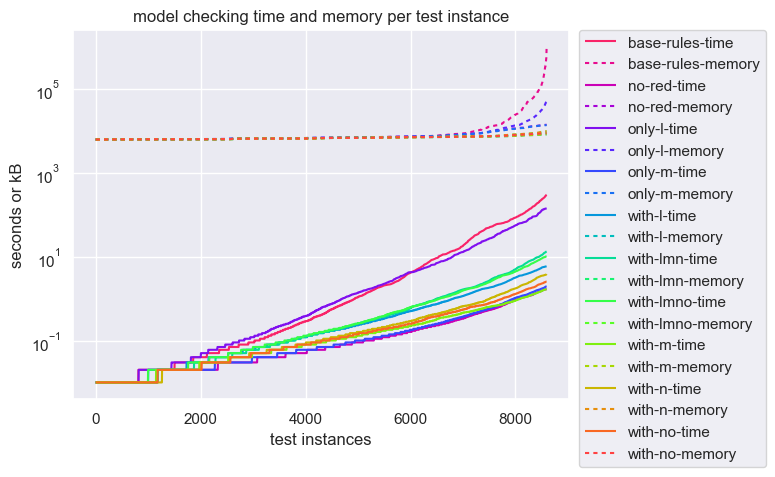 model checking time and memory per test instance
seconds or kB
10^5
10^3
10^1
10^-1
0
2000
4000
6000
8000
test instances
base-rules-time
base-rules-memory
no-red-time
no-red-memory
only-l-time
only-l-memory
only-m-time
only-m-memory
with-l-time
with-l-memory
with-lmn-time
with-lmn-memory
with-lmno-time
with-lmno-memory
with-m-time
with-m-memory
with-n-time
with-n-memory
with-no-time
with-no-memory